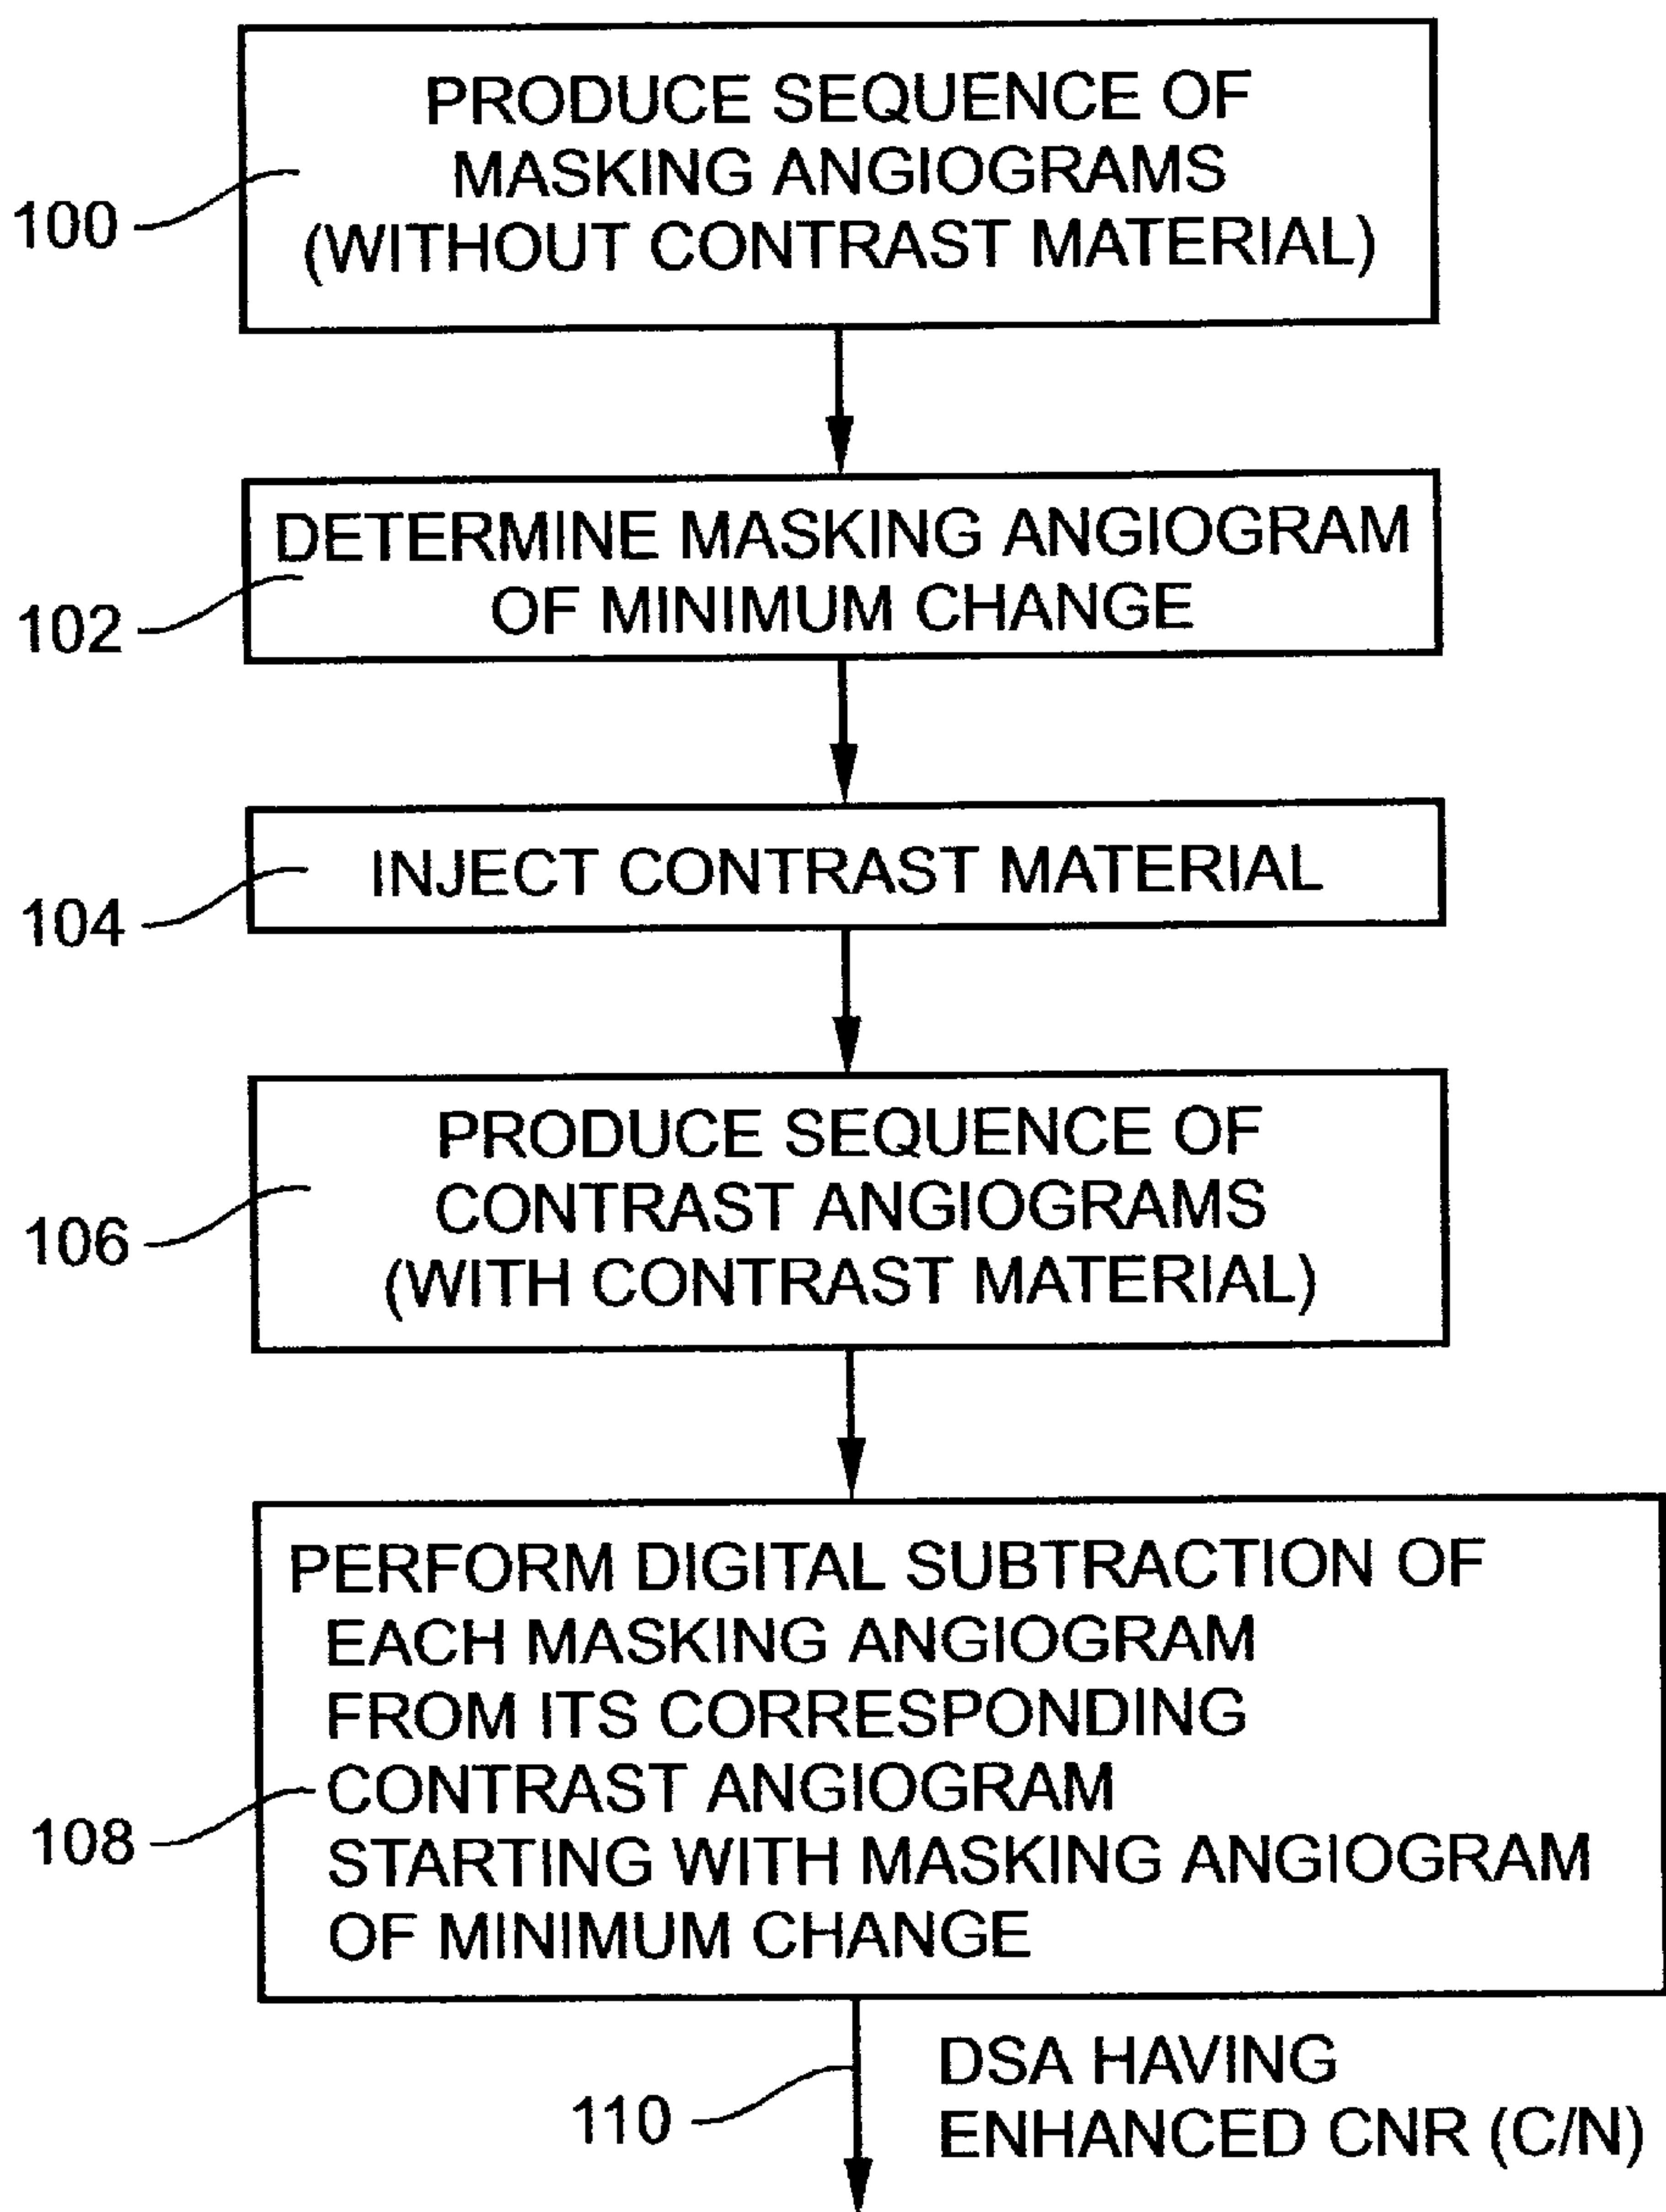 PRODUCE SEQUENCE OF
MASKING ANGIOGRAMS
(WITHOUT CONTRAST MATERIAL)
100
DETERMINE MASKING ANGIOGRAM
OF MINIMUM CHANGE
102
INJECT CONTRAST MATERIAL
104
PRODUCE SEQUENCE OF
CONTRAST ANGIOGRAMS
(WITH CONTRAST MATERIAL)
106
PERFORM DIGITAL SUBTRACTION OF
EACH MASKING ANGIOGRAM
FROM ITS CORRESPONDING
CONTRAST ANGIOGRAM
STARTING WITH MASKING ANGIOGRAM
OF MINIMUM CHANGE
108
DSA HAVING
ENHANCED CNR (C/N)
110